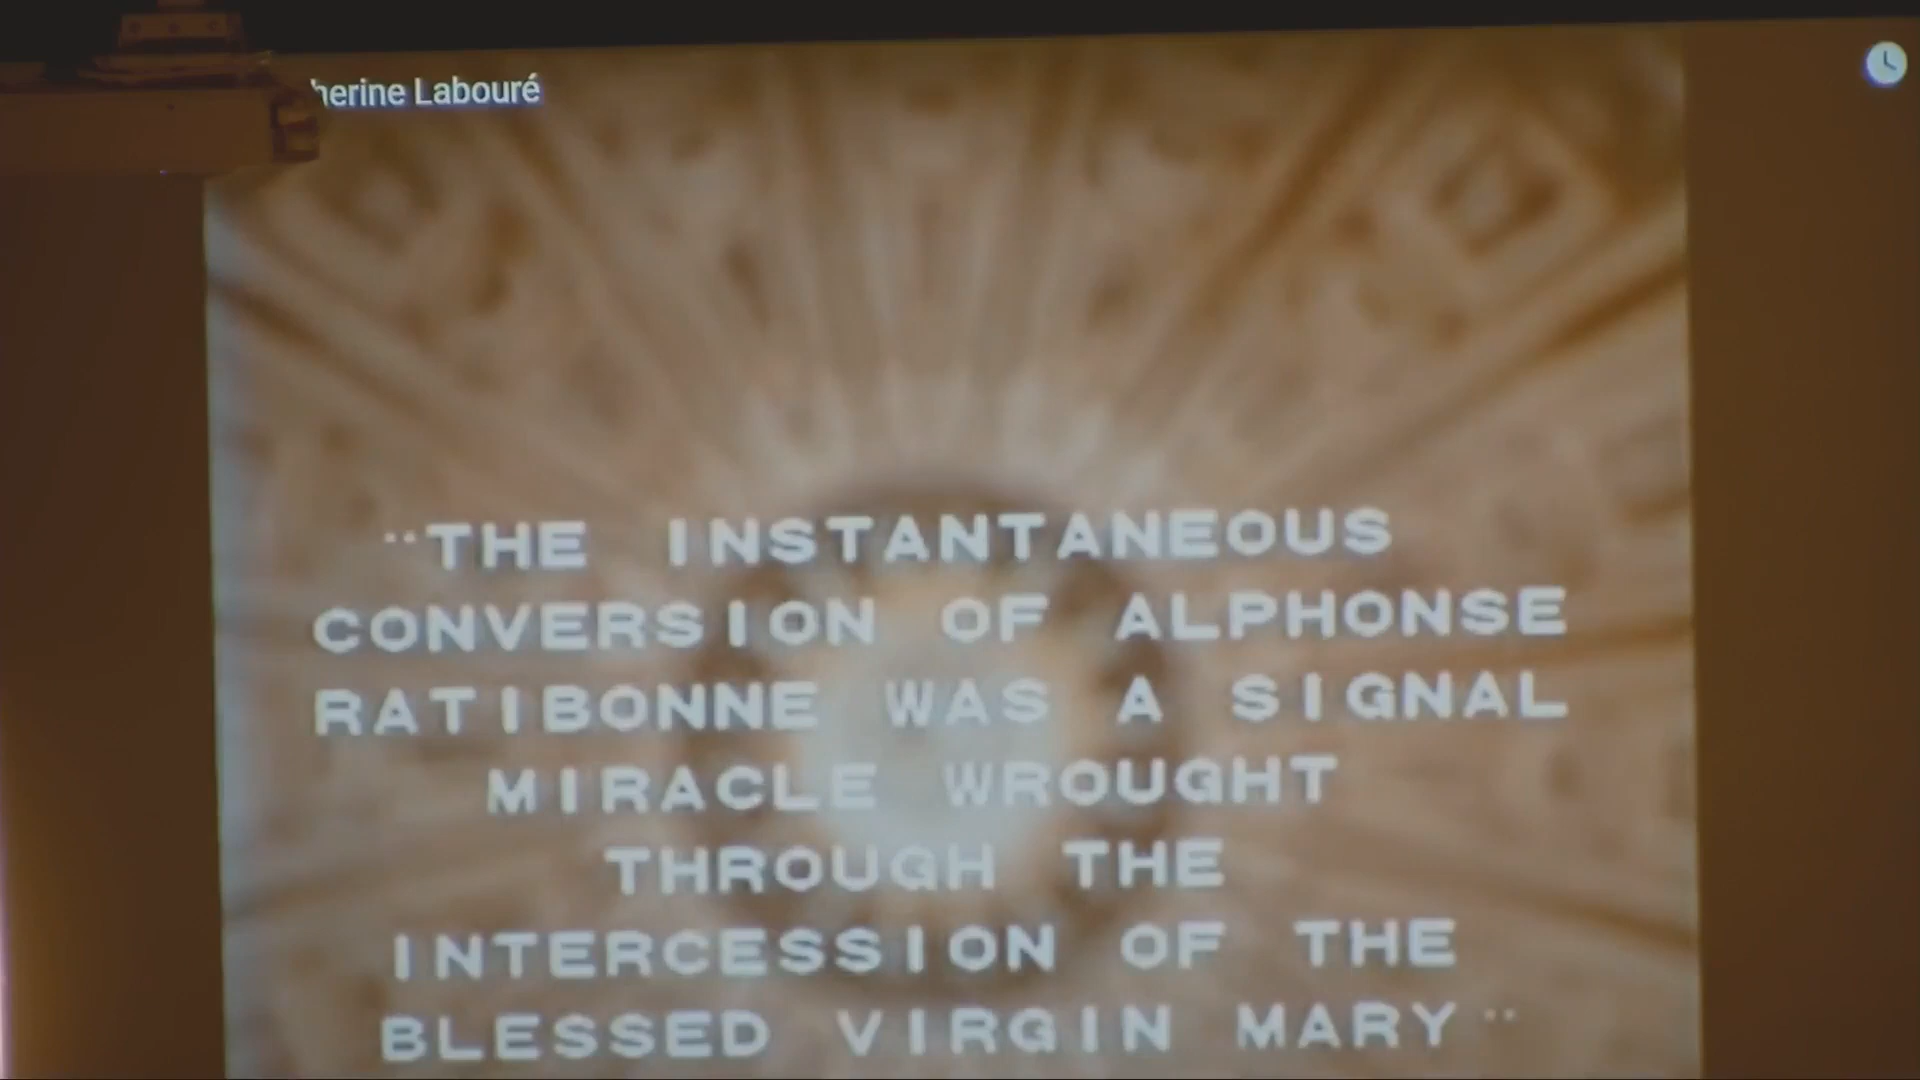 herine Labouré
"THE INSTANTANEOUS
CONVERSION OF ALPHONSE
RATIBONNE WAS A SIGNAL
MIRACLE WROUGHT
THROUGH THE
INTERCESSION OF THE
BLESSED VIRGIN MARY"